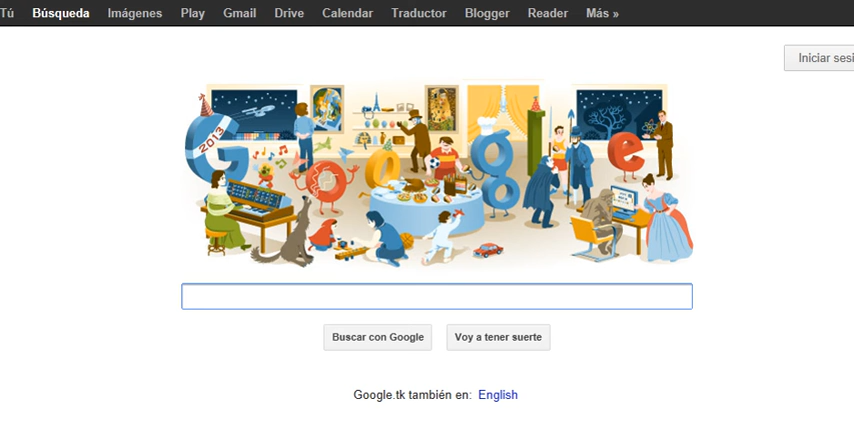 Tú Búsqueda Imágenes Play Gmail Drive Calendar Traductor Blogger Reader Más »
Iniciar sesi
2013
G o o g l e
Buscar con Google Voy a tener suerte
Google.tk también en: English